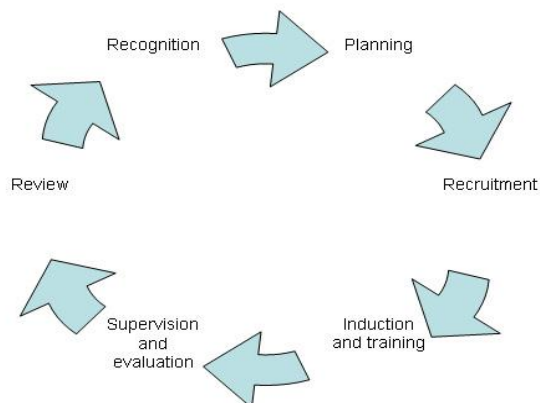 Recognition
Planning
Recruitment
Induction
and training
Supervision
and
evaluation
Review